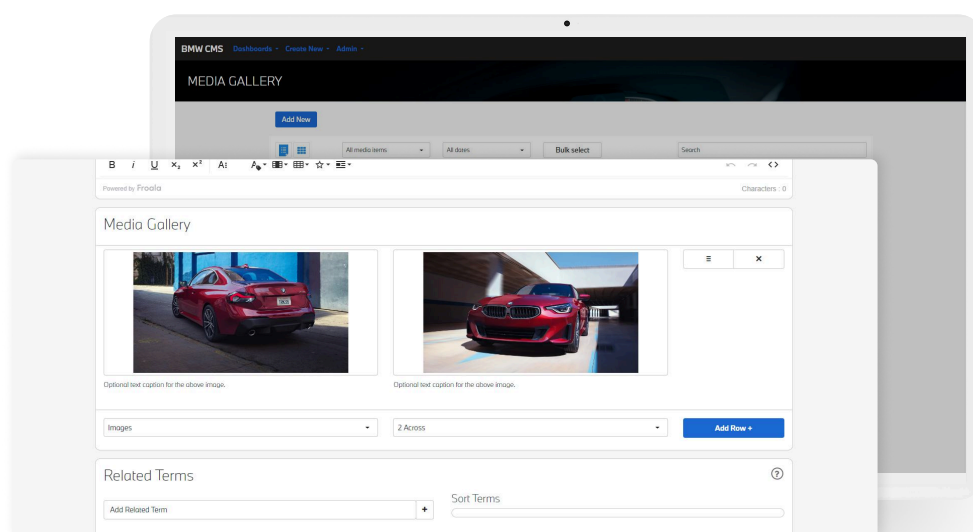 BMW CMS Dashboards Create New Admin
MEDIA GALLERY
Add New
All media items All dates Bulk select Search
B i U x₂ x² A
Powered by Froala Characters : 0
Media Gallery
Optional text caption for the above image. Optional text caption for the above image.
Images 2 Across Add Row +
Related Terms ?
Sort Terms
Add Related Term +